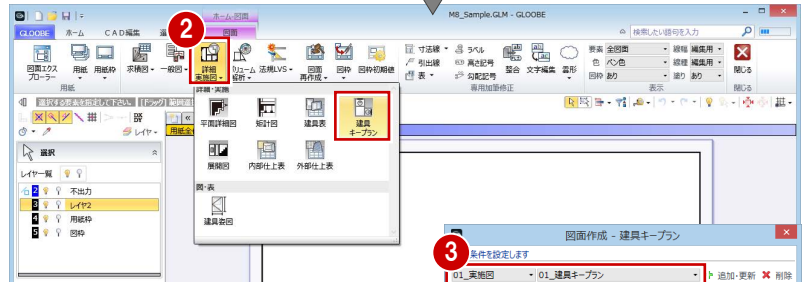 ホーム-図面
M8_Sample.GLM - GLOOBE
GLOOBE ホーム CAD編集 図面
検索したい語句を入力
2
図面エクスプローラー 用紙 用紙枠 求積図 一般図 詳細実施図 ボリューム解析 法規LVS 図面再作成 図枠 図枠初期値
寸法線 ラベル
引出線 高さ記号
表 勾配記号
整合 文字編集 雲形
要素 全図面 線幅 編集用
色 ペン色 線種 編集用
図枠 あり 塗り あり
閉じる
用紙 専用加筆修正 表示 閉じる
選択する要素を指定して下さい。
詳細・実施
平面詳細図 矩計図 建具表 建具キープラン
展開図 内部仕上表 外部仕上表
図・表
建具姿図
レイヤ
用紙全
選択
レイヤ一覧
2 不出力
3 レイヤ2
4 用紙枠
5 図枠
図面作成 - 建具キープラン
3
条件を設定します
01_実施図 01_建具キープラン 追加・更新 削除